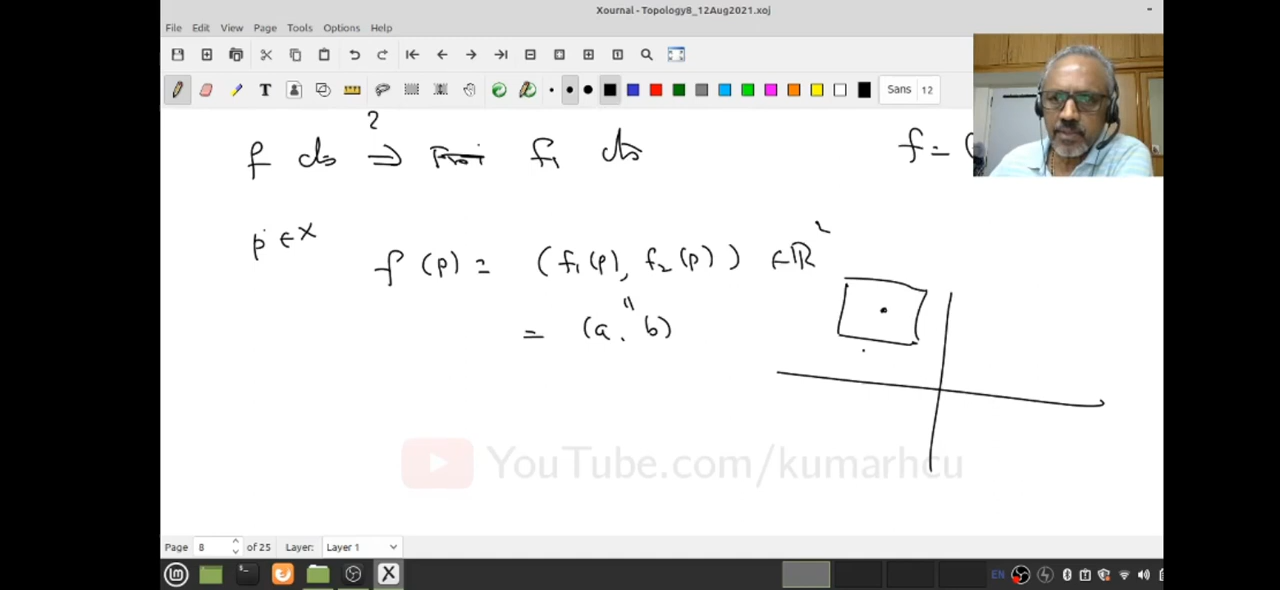 Xournal - Topology8_12Aug2021.xoj
File Edit View Page Tools Options Help
Sans 12
?
f cts ⇒ f₁ cts f = (
p ∈ X
f (p) = (f₁(p), f₂(p)) ∈ ℝ²
= (a, b)
YouTube.com/kumarhcu
Page 8 of 25 Layer: Layer 1
EN